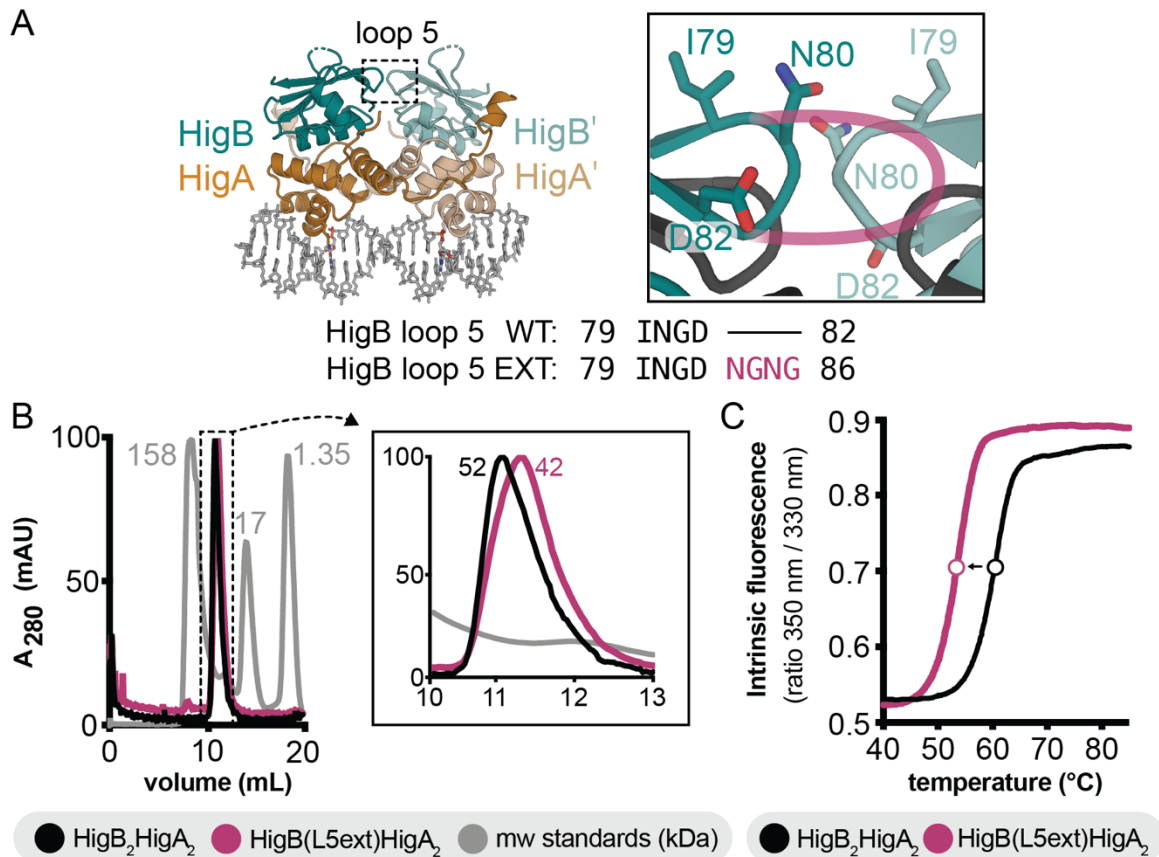 A
loop 5
HigB
HigB'
HigA
HigA'
I79
N80
I79
N80
D82
D82
HigB loop 5 WT: 79 INGD —— 82
HigB loop 5 EXT: 79 INGD NGNG 86
B
A280 (mAU)
100
50
0
158
17
1.35
0
10
20
volume (mL)
100
50
0
52
42
10
11
12
13
C
Intrinsic fluorescence
(ratio 350 nm / 330 nm)
0.9
0.8
0.7
0.6
0.5
40
50
60
70
80
temperature (°C)
HigB2HigA2
HigB(L5ext)HigA2
mw standards (kDa)
HigB2HigA2
HigB(L5ext)HigA2